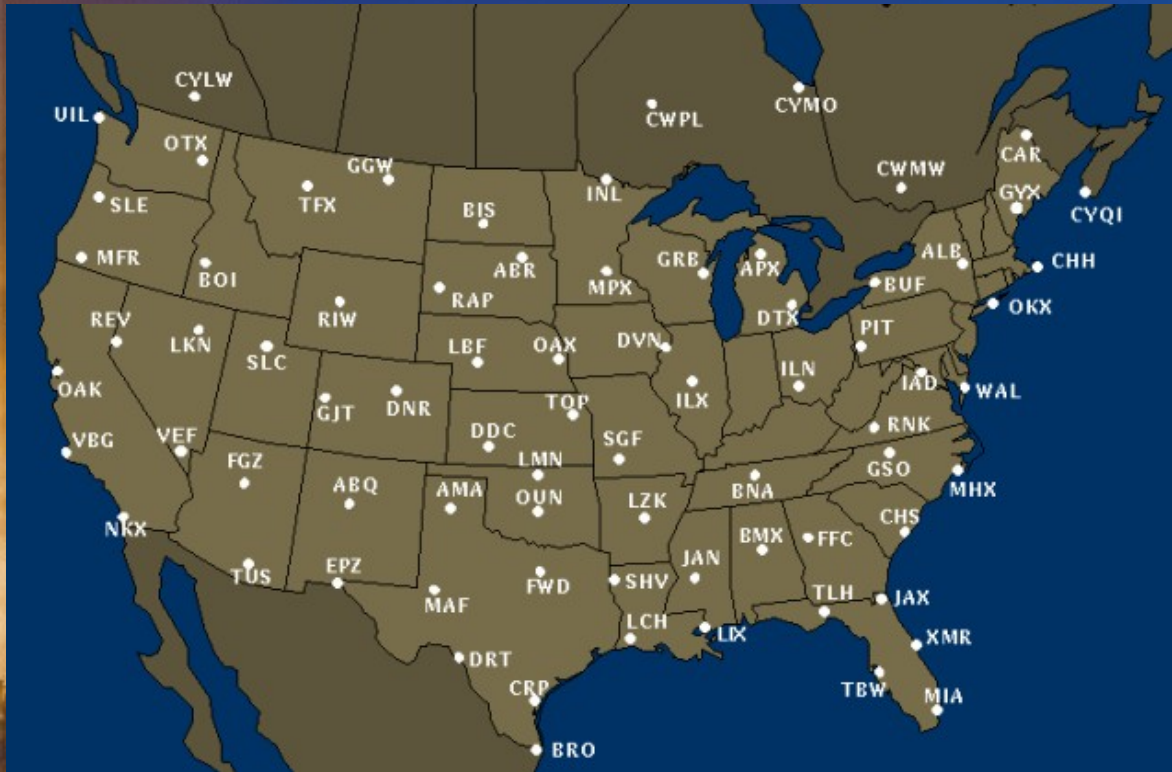 CYLW
UIL
CYMO
CWPL
OTX
CAR
GGW
CWMW
TFX
INL
GYX
SLE
BIS
CYQI
MFR
ALB
CHH
BOI
ABR
GRB
APX
BUF
MPX
RAP
OKX
REV
RIW
DTX
PIT
LKN
SLC
LBF
OAX
DVN
ILN
OAK
IAD
WAL
GJT
DNR
TOP
ILX
RNK
VBG
VEF
DDC
SGF
FGZ
LMN
GSO
ABQ
AMA
OUN
BNA
MHX
LZK
NKX
CHS
BMX
FFC
JAN
EPZ
TUS
FWD
SHV
TLH
JAX
MAF
LCH
LIX
XMR
DRT
CRP
TBW
MIA
BRO